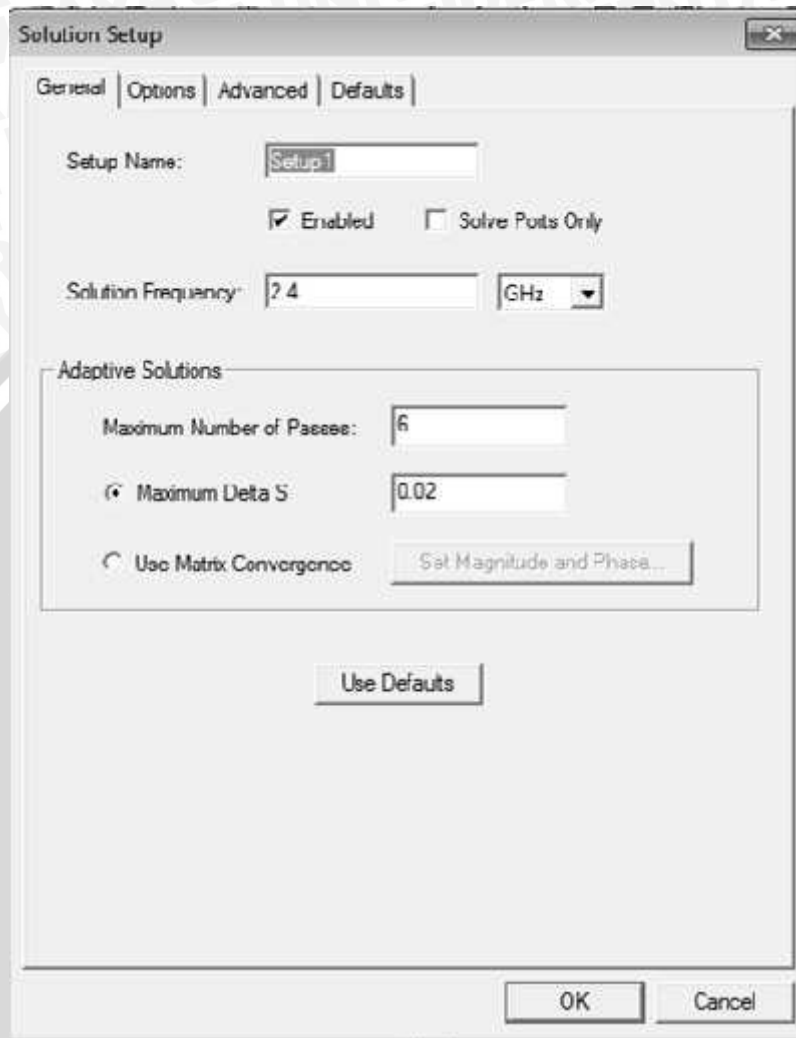 Solution Setup
General Options Advanced Defaults
Setup Name: Setup1
Enabled Solve Ports Only
Solution Frequency: 2.4 GHz
Adaptive Solutions
Maximum Number of Passes: 6
Maximum Delta S 0.02
Use Matrix Convergence Set Magnitude and Phase...
Use Defaults
OK Cancel